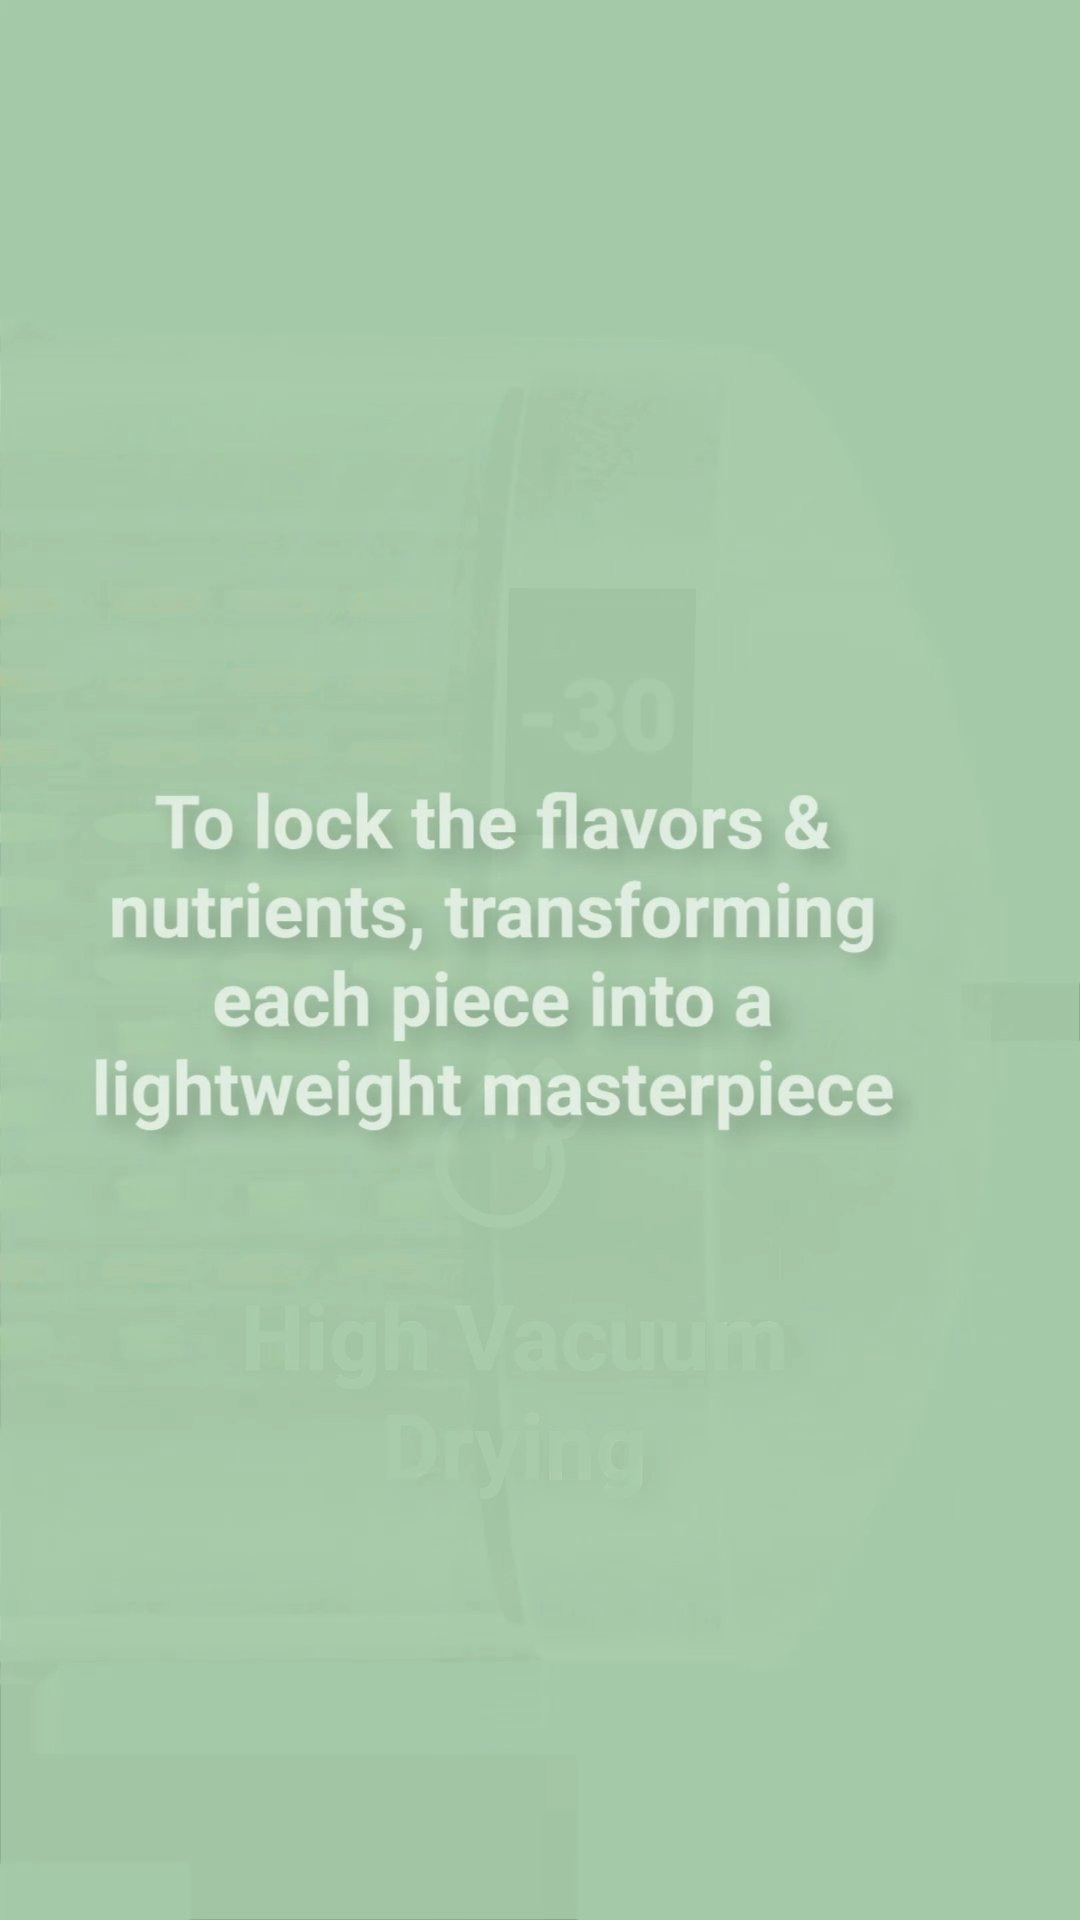 -30
To lock the flavors &
nutrients, transforming
each piece into a
lightweight masterpiece
High Vacuum
Drying